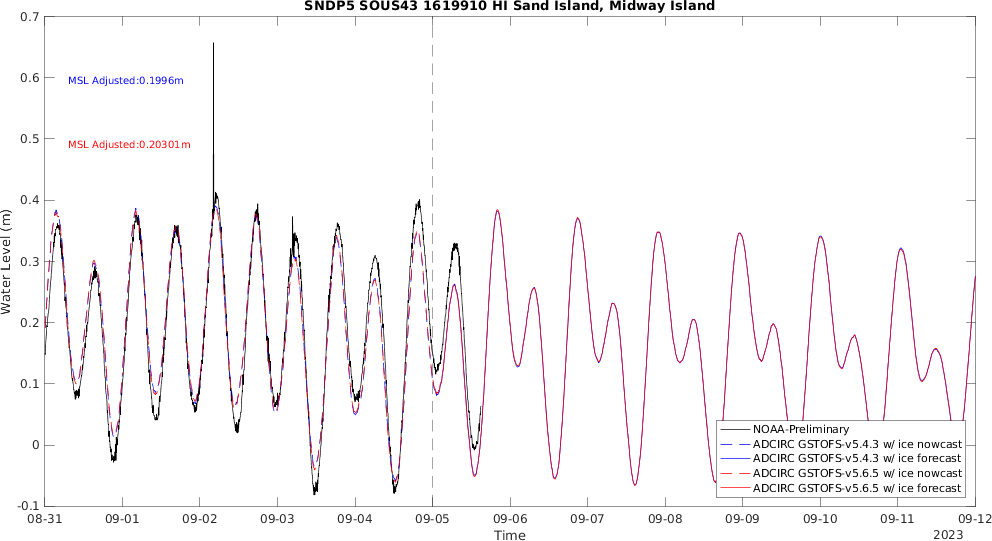 SNDP5 SOUS43 1619910 HI Sand Island, Midway Island
0.7
0.6
0.5
0.4
0.3
0.2
0.1
0
-0.1
Water Level (m)
MSL Adjusted:0.1996m
MSL Adjusted:0.20301m
NOAA-Preliminary
ADCIRC GSTOFS-v5.4.3 w/ ice nowcast
ADCIRC GSTOFS-v5.4.3 w/ ice forecast
ADCIRC GSTOFS-v5.6.5 w/ ice nowcast
ADCIRC GSTOFS-v5.6.5 w/ ice forecast
08-31 09-01 09-02 09-03 09-04 09-05 09-06 09-07 09-08 09-09 09-10 09-11 09-12
Time
2023